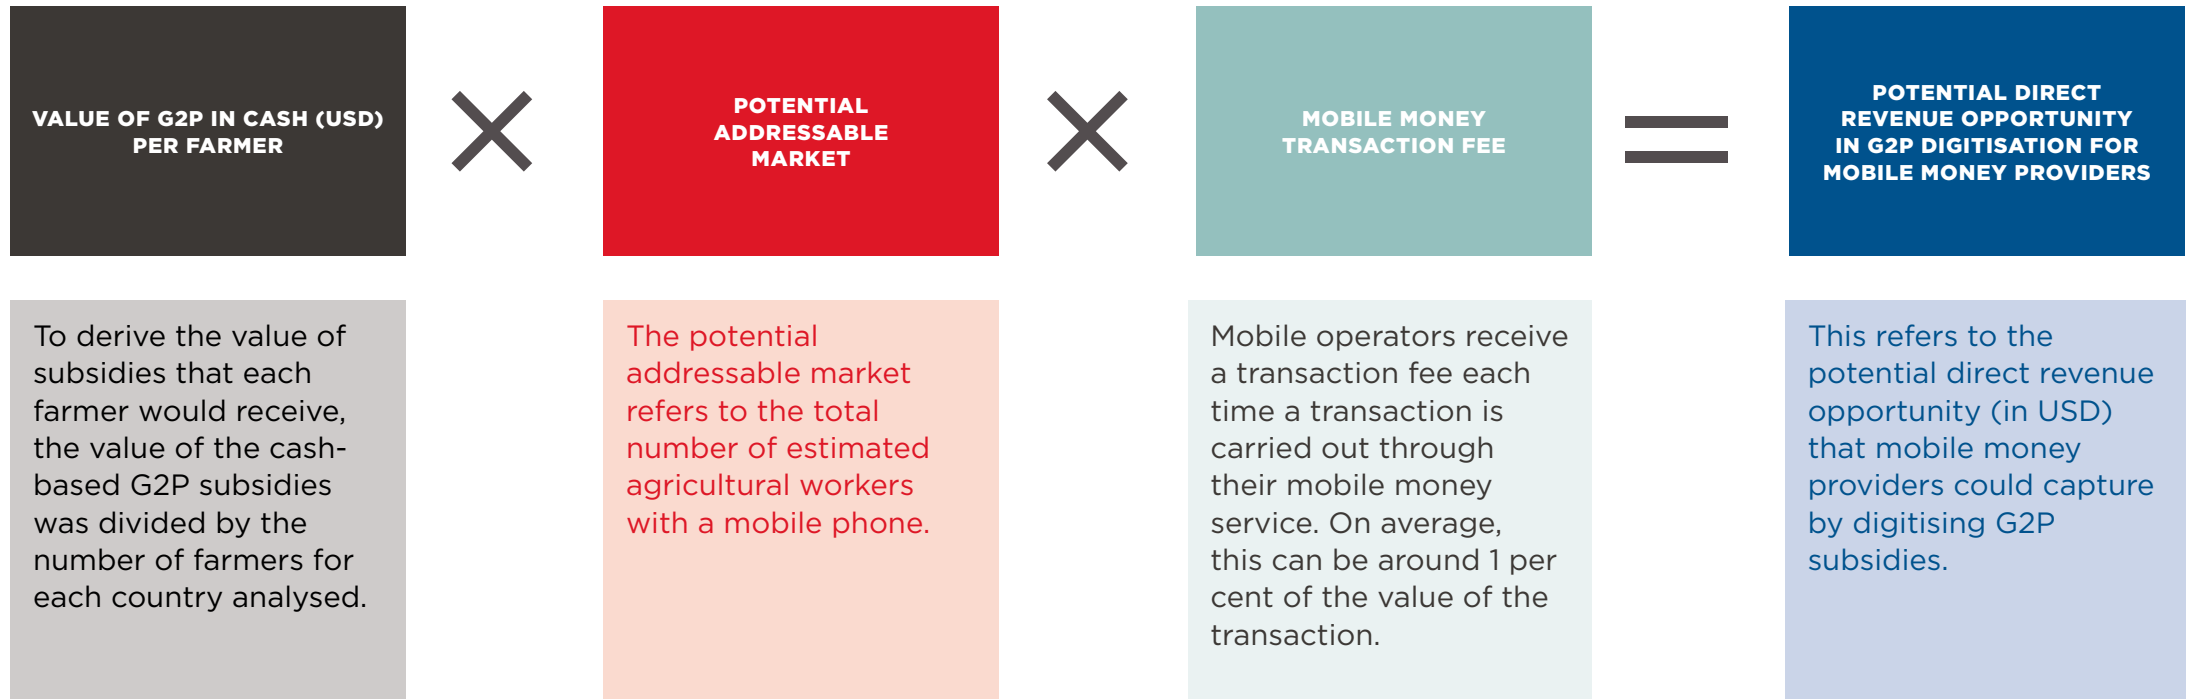 VALUE OF G2P IN CASH (USD)
PER FARMER
POTENTIAL
ADDRESSABLE
MARKET
MOBILE MONEY
TRANSACTION FEE
POTENTIAL DIRECT
REVENUE OPPORTUNITY
IN G2P DIGITISATION FOR
MOBILE MONEY PROVIDERS
To derive the value of
subsidies that each
farmer would receive,
the value of the cash-
based G2P subsidies
was divided by the
number of farmers for
each country analysed.
The potential
addressable market
refers to the total
number of estimated
agricultural workers
with a mobile phone.
Mobile operators receive
a transaction fee each
time a transaction is
carried out through
their mobile money
service. On average,
this can be around 1 per
cent of the value of the
transaction.
This refers to the
potential direct revenue
opportunity (in USD)
that mobile money
providers could capture
by digitising G2P
subsidies.